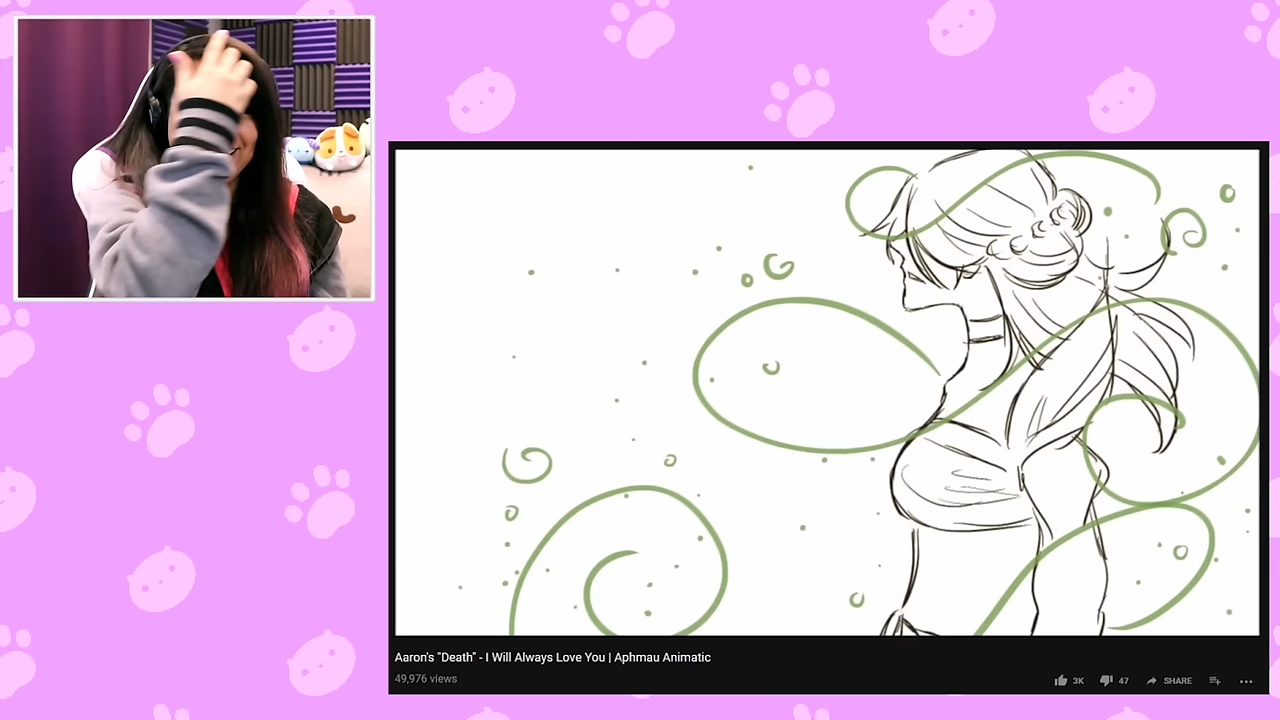 Aaron's "Death" - I Will Always Love You | Aphmau Animatic
49,976 views
3K
47
SHARE